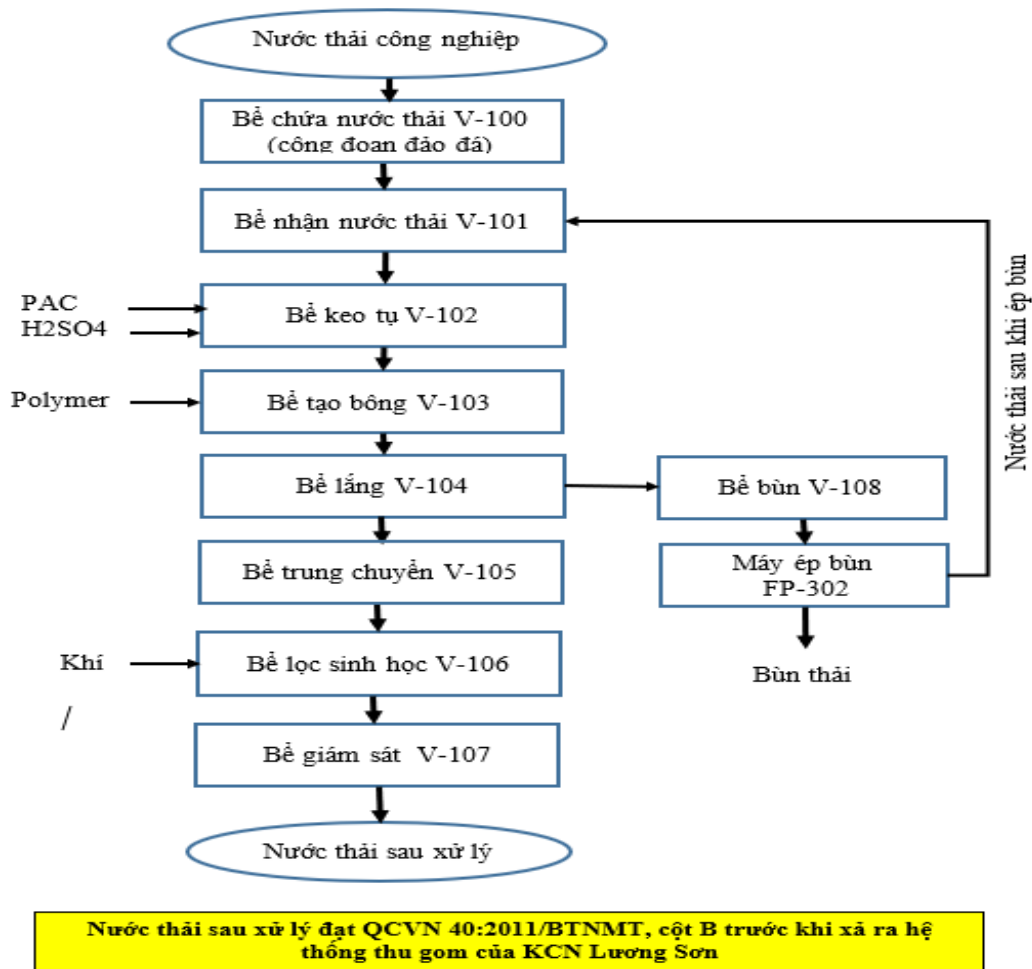 Nước thải công nghiệp
Bể chứa nước thải V-100
(công đoạn đảo đá)
Bể nhận nước thải V-101
PAC
H2SO4
Bể keo tụ V-102
Polymer
Bể tạo bông V-103
Bể lắng V-104
Bể bùn V-108
Nước thải sau khi ép bùn
Bể trung chuyển V-105
Máy ép bùn
FP-302
Khí
/
Bể lọc sinh học V-106
Bùn thải
Bể giám sát V-107
Nước thải sau xử lý
Nước thải sau xử lý đạt QCVN 40:2011/BTNMT, cột B trước khi xả ra hệ
thống thu gom của KCN Lương Sơn